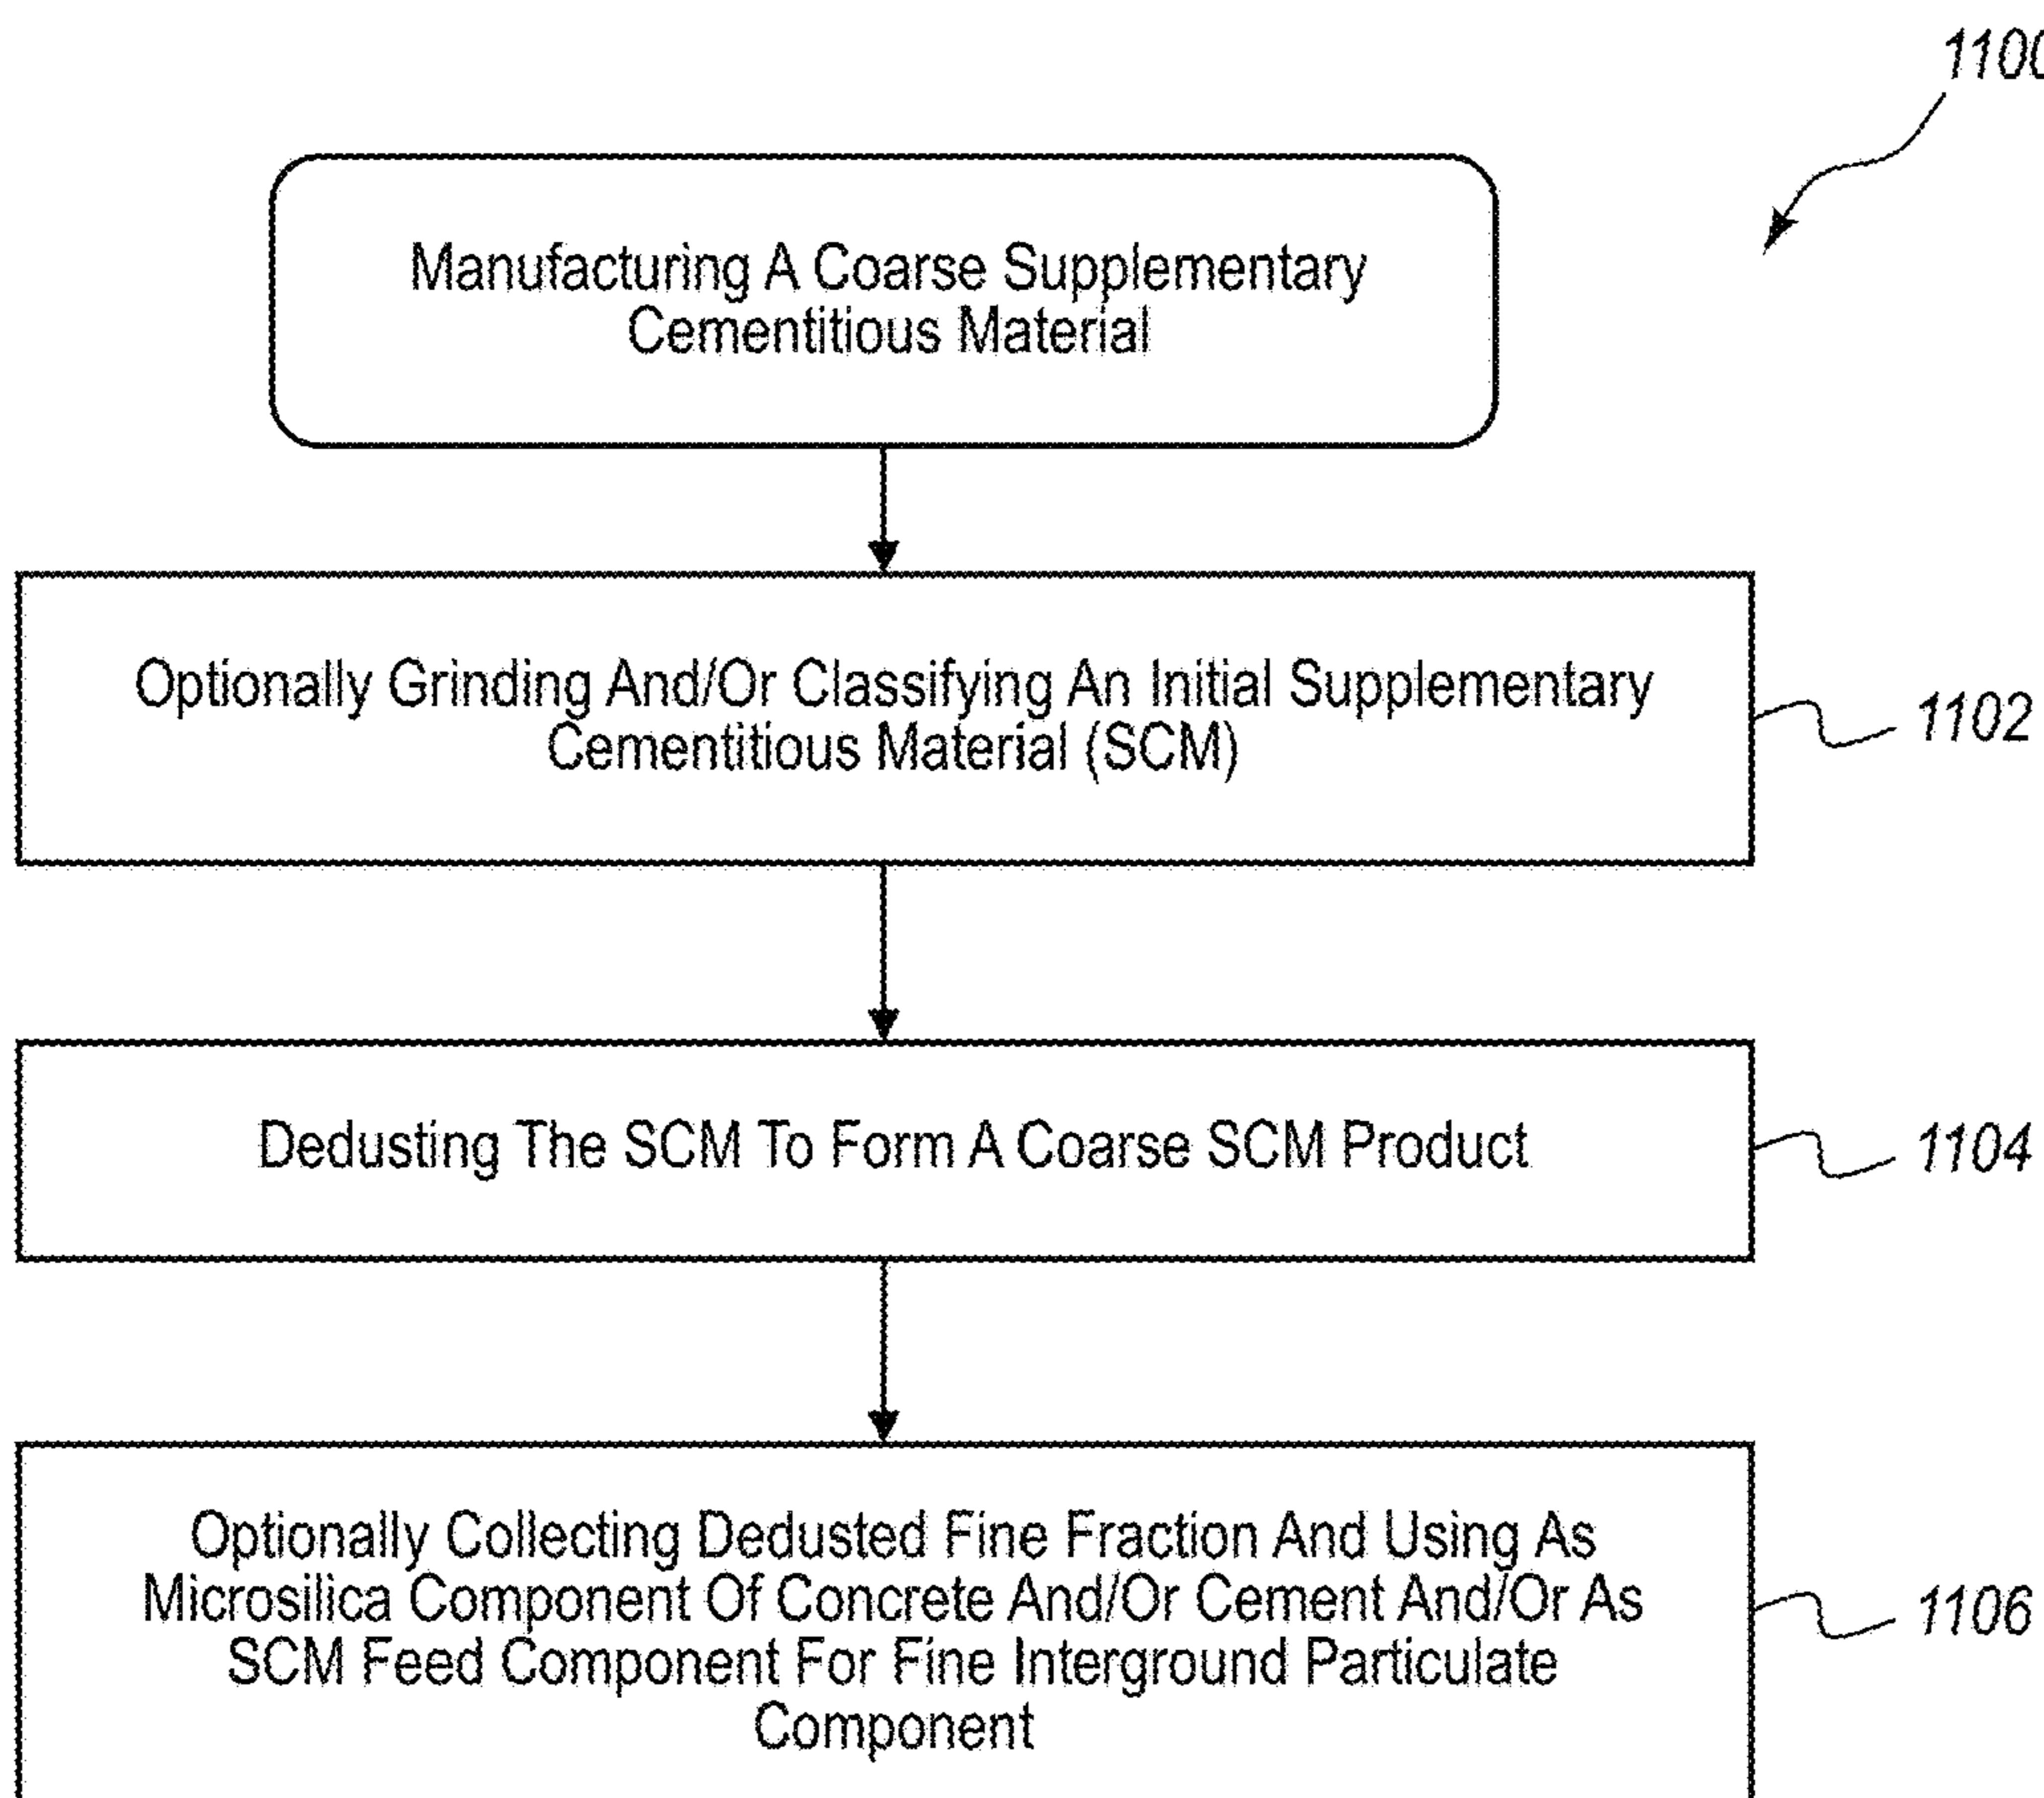 1100
Manufacturing A Coarse Supplementary
Cementitious Material
Optionally Grinding And/Or Classifying An Initial Supplementary
Cementitious Material (SCM)
1102
Dedusting The SCM To Form A Coarse SCM Product
1104
Optionally Collecting Dedusted Fine Fraction And Using As
Microsilica Component Of Concrete And/Or Cement And/Or As
SCM Feed Component For Fine Interground Particulate
Component
1106